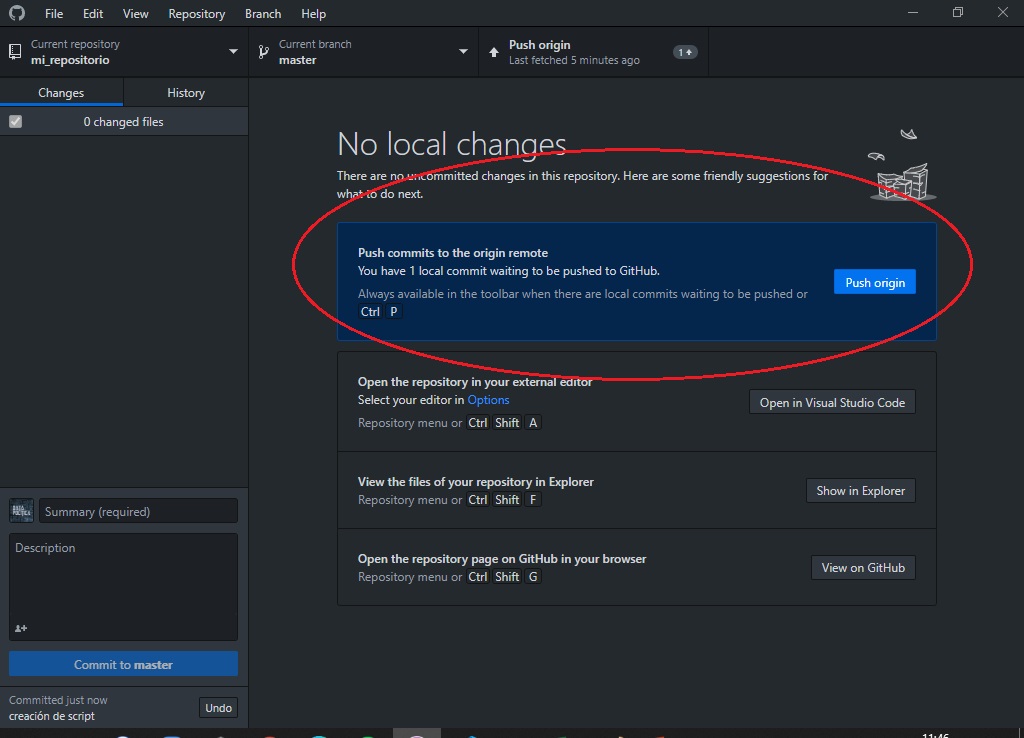 File Edit View Repository Branch Help
Current repository
mi_repositorio
Current branch
master
Push origin
Last fetched 5 minutes ago
1
Changes
History
0 changed files
No local changes
There are no uncommitted changes in this repository. Here are some friendly suggestions for
what to do next.
Push commits to the origin remote
You have 1 local commit waiting to be pushed to GitHub.
Always available in the toolbar when there are local commits waiting to be pushed or
Ctrl P
Push origin
Open the repository in your external editor
Select your editor in Options
Repository menu or Ctrl Shift A
Open in Visual Studio Code
View the files of your repository in Explorer
Repository menu or Ctrl Shift F
Show in Explorer
Open the repository page on GitHub in your browser
Repository menu or Ctrl Shift G
View on GitHub
Summary (required)
Description
Commit to master
Committed just now
creación de script
Undo